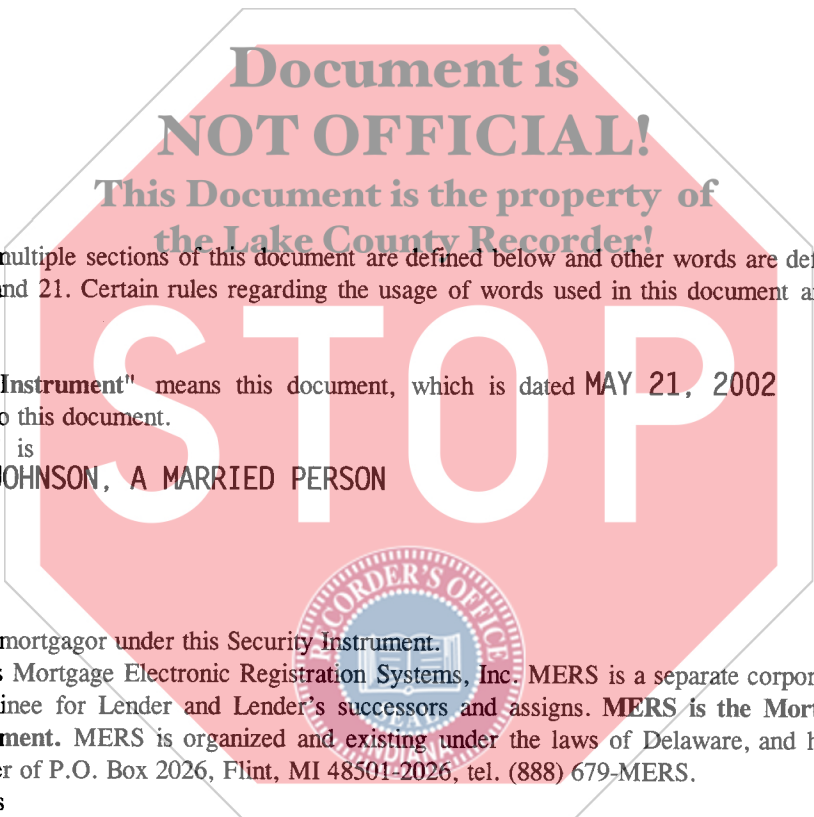 Document is
NOT OFFICIAL!
This Document is the property of
the Lake County Recorder!
multiple sections of this document are defined below and other words are def
and 21. Certain rules regarding the usage of words used in this document a
Instrument" means this document, which is dated MAY 21, 2002
o this document.
is
JOHNSON, A MARRIED PERSON
STOP
RECORDER'S OFFICE
SEAL
INDIANA
mortgagor under this Security Instrument.
s Mortgage Electronic Registration Systems, Inc. MERS is a separate corpor
inee for Lender and Lender's successors and assigns. MERS is the Mort
ment. MERS is organized and existing under the laws of Delaware, and h
er of P.O. Box 2026, Flint, MI 48501-2026, tel. (888) 679-MERS.
s